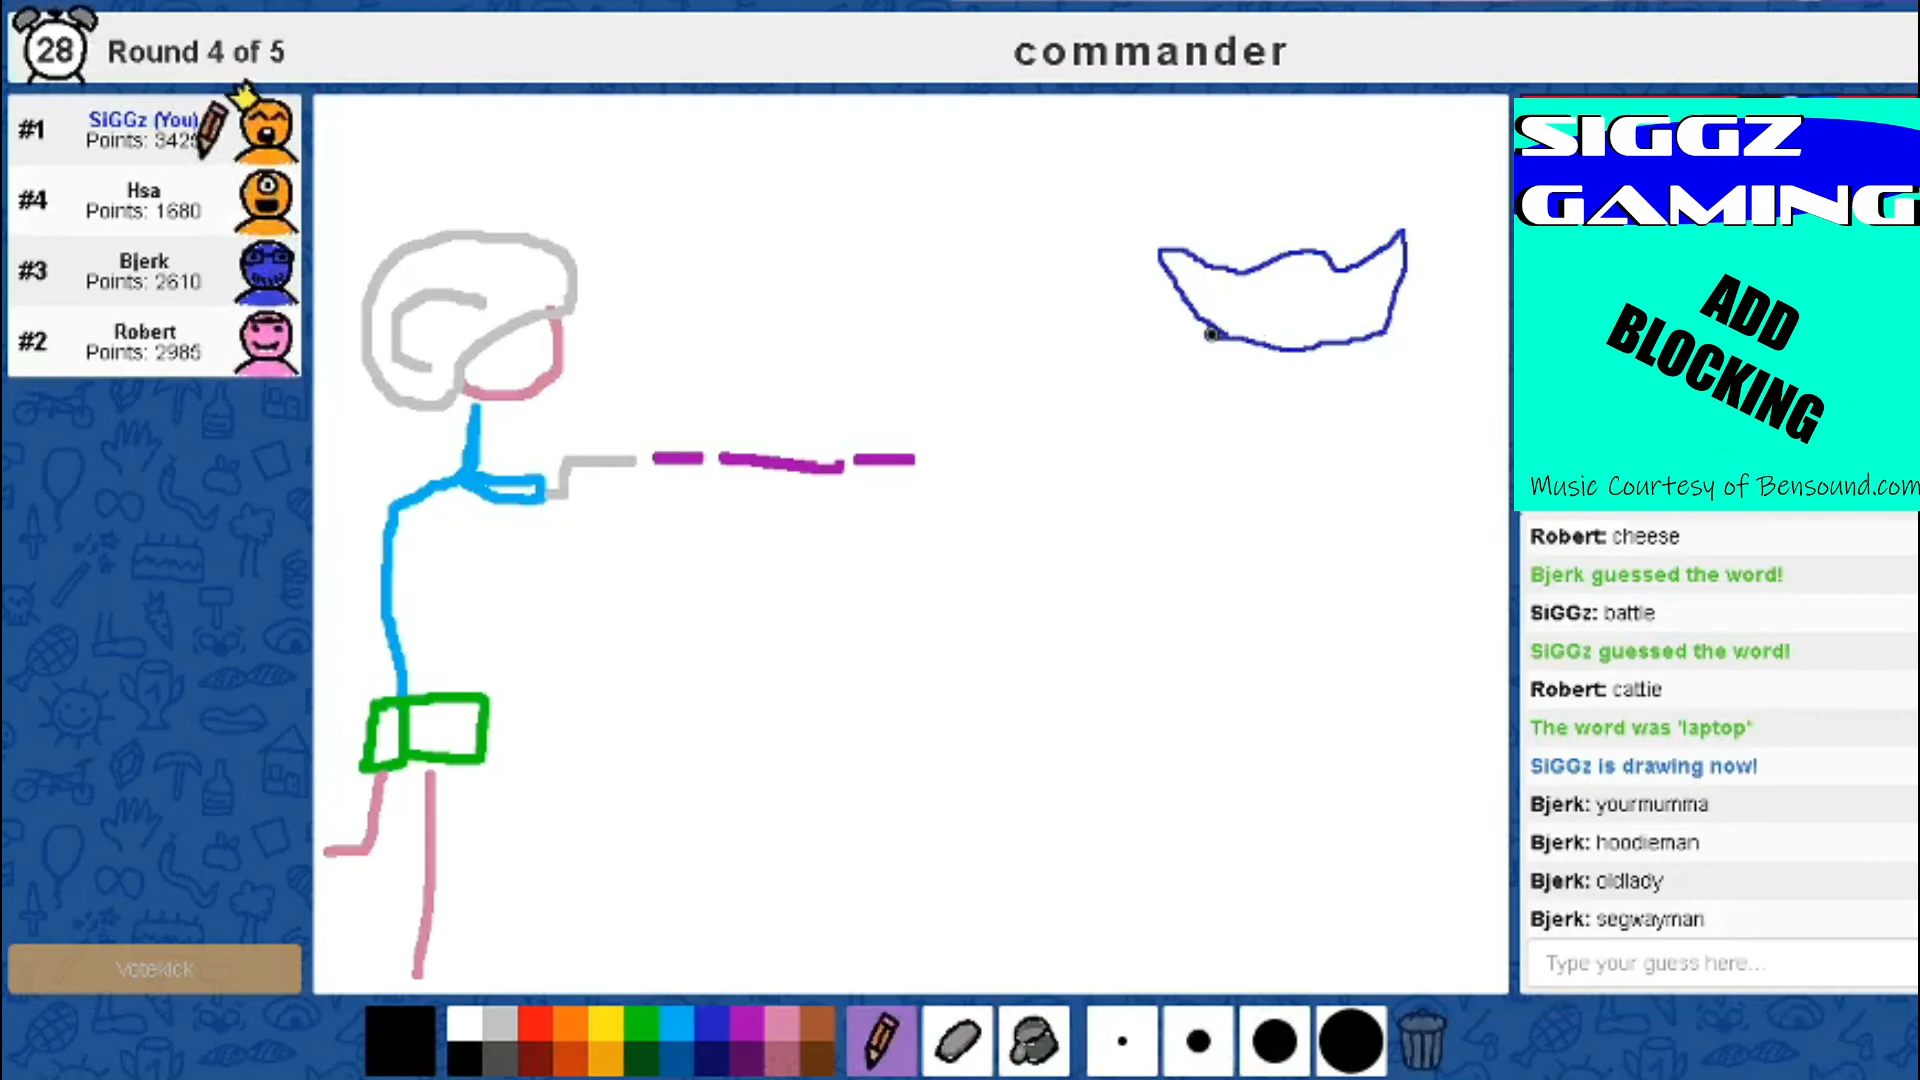 28
Round 4 of 5
commander
#1
SiGGz (You)
Points: 3425
#4
Hsa
Points: 1680
#3
Bjerk
Points: 2610
#2
Robert
Points: 2985
Votekick
SIGGZ
GAMING
ADD
BLOCKING
Music Courtesy of Bensound.com
Robert: cheese
Bjerk guessed the word!
SiGGz: battle
SiGGz guessed the word!
Robert: cattle
The word was 'laptop'
SiGGz is drawing now!
Bjerk: yourmumma
Bjerk: hoodieman
Bjerk: oldlady
Bjerk: segwayman
Type your guess here...